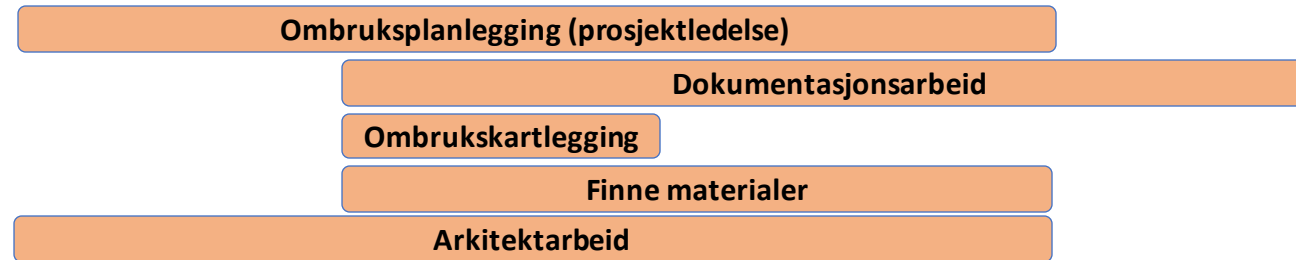 Ombruksplanlegging (prosjektledelse)
Dokumentasjonsarbeid
Ombrukskartlegging
Finne materialer
Arkitektarbeid